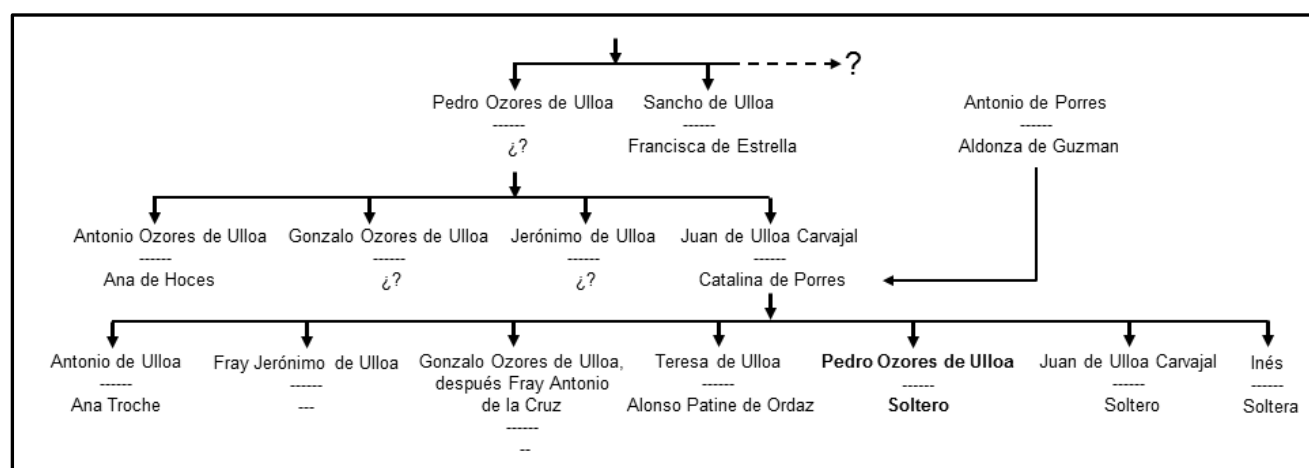 ?
Pedro Ozores de Ulloa
------
¿?
Sancho de Ulloa
------
Francisca de Estrella
Antonio de Porres
------
Aldonza de Guzman
Antonio Ozores de Ulloa
------
Ana de Hoces
Gonzalo Ozores de Ulloa
------
¿?
Jerónimo de Ulloa
------
¿?
Juan de Ulloa Carvajal
------
Catalina de Porres
Antonio de Ulloa
------
Ana Troche
Fray Jerónimo de Ulloa
------
---
Gonzalo Ozores de Ulloa,
después Fray Antonio
de la Cruz
------
--
Teresa de Ulloa
------
Alonso Patine de Ordaz
Pedro Ozores de Ulloa
------
Soltero
Juan de Ulloa Carvajal
------
Soltero
Inés
------
Soltera